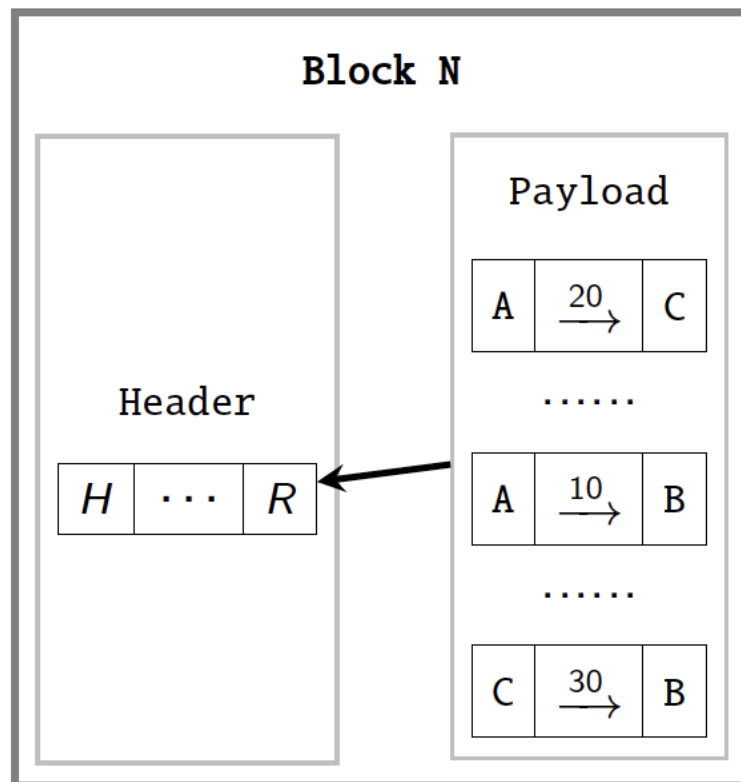 Block N
Header
H ··· R
Payload
A 20 → C
······
A 10 → B
······
C 30 → B